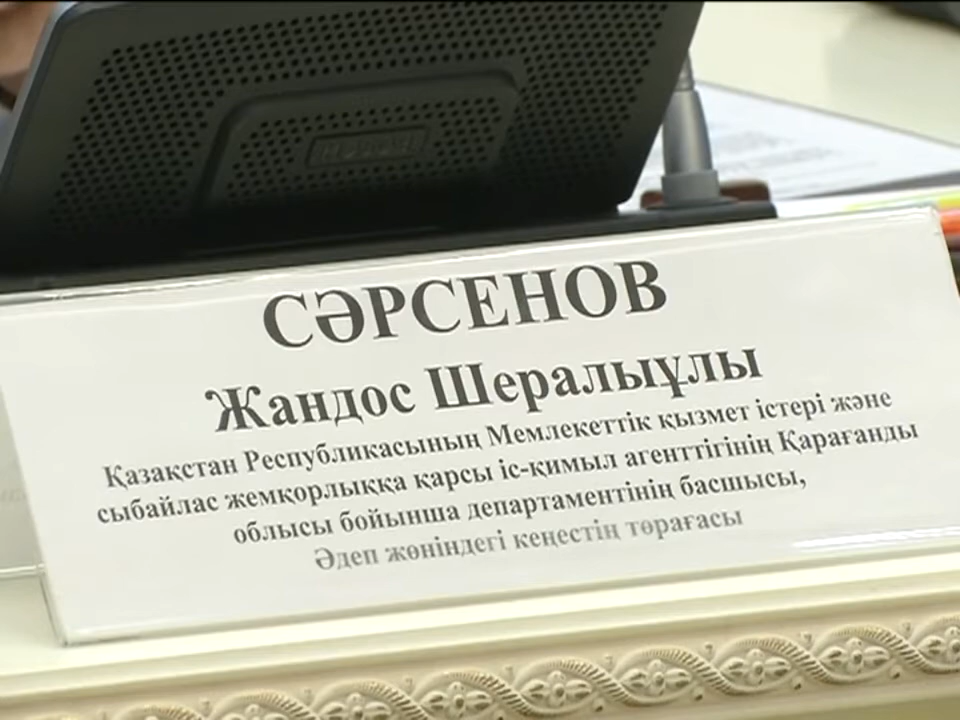 СӘРСЕНОВ
Жандос Шералыұлы
Қазақстан Республикасының Мемлекеттік қызмет істері және
сыбайлас жемқорлыққа қарсы іс-қимыл агенттігінің Қарағанды
облысы бойынша департаментінің басшысы,
Әдеп жөніндегі кеңестің төрағасы